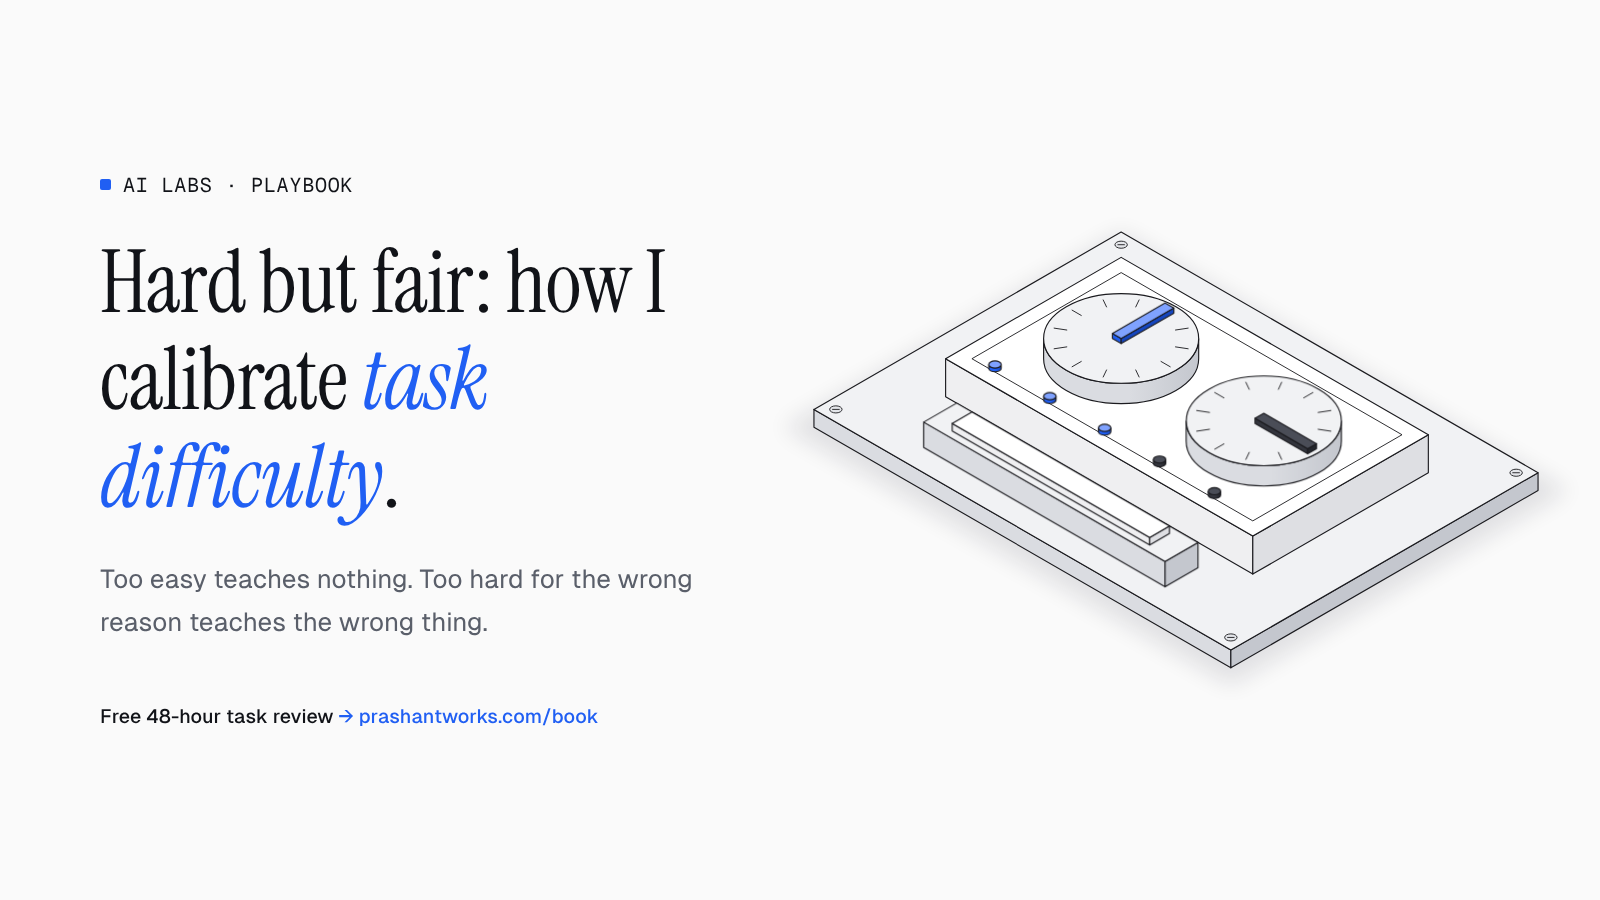 AI LABS · PLAYBOOK
Hard but fair: how I
calibrate task
difficulty.
Too easy teaches nothing. Too hard for the wrong
reason teaches the wrong thing.
Free 48-hour task review → prashantworks.com/book